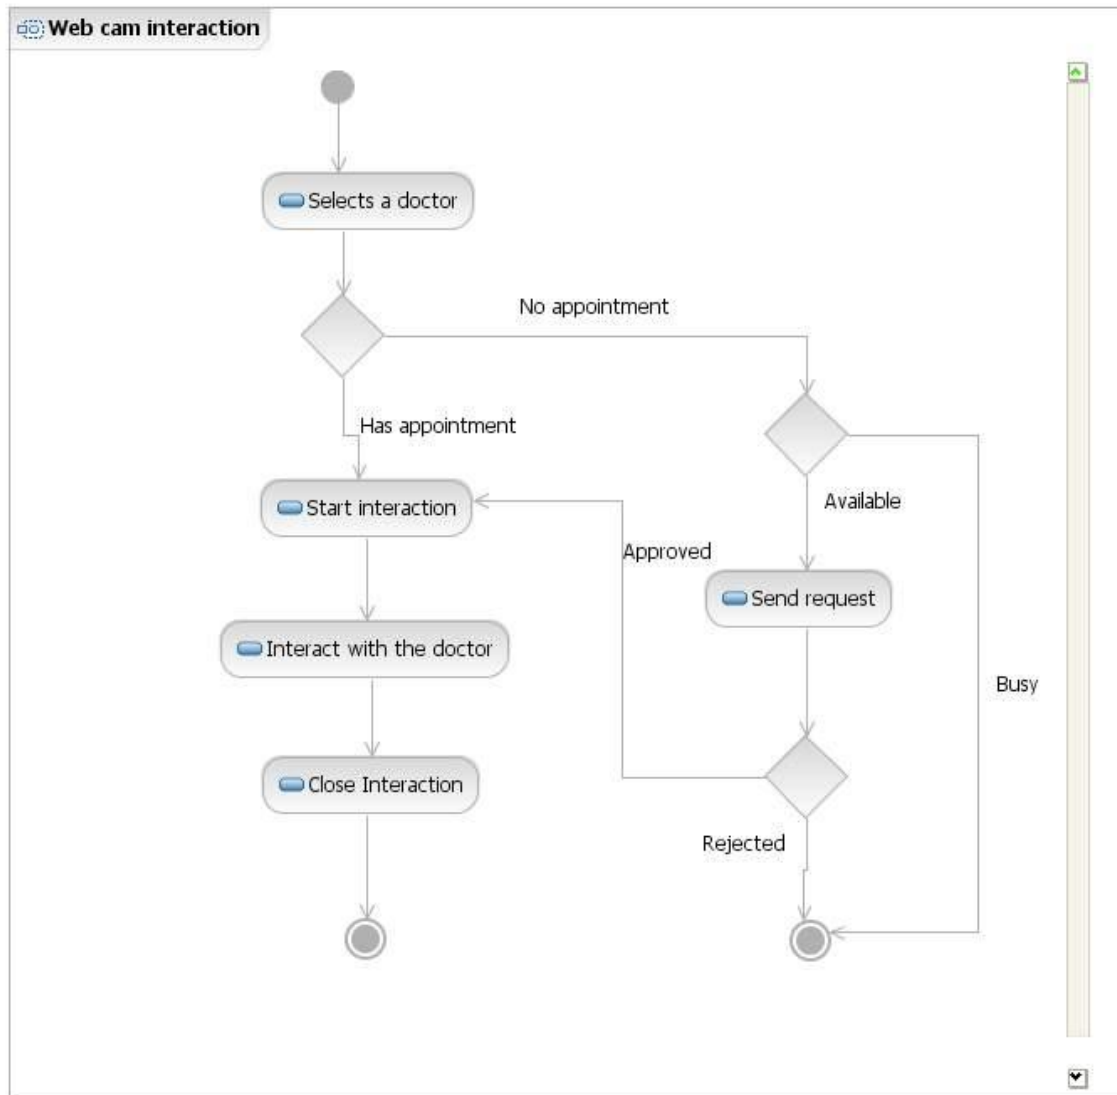 Web cam interaction
Selects a doctor
No appointment
Has appointment
Available
Start interaction
Approved
Send request
Interact with the doctor
Busy
Close Interaction
Rejected